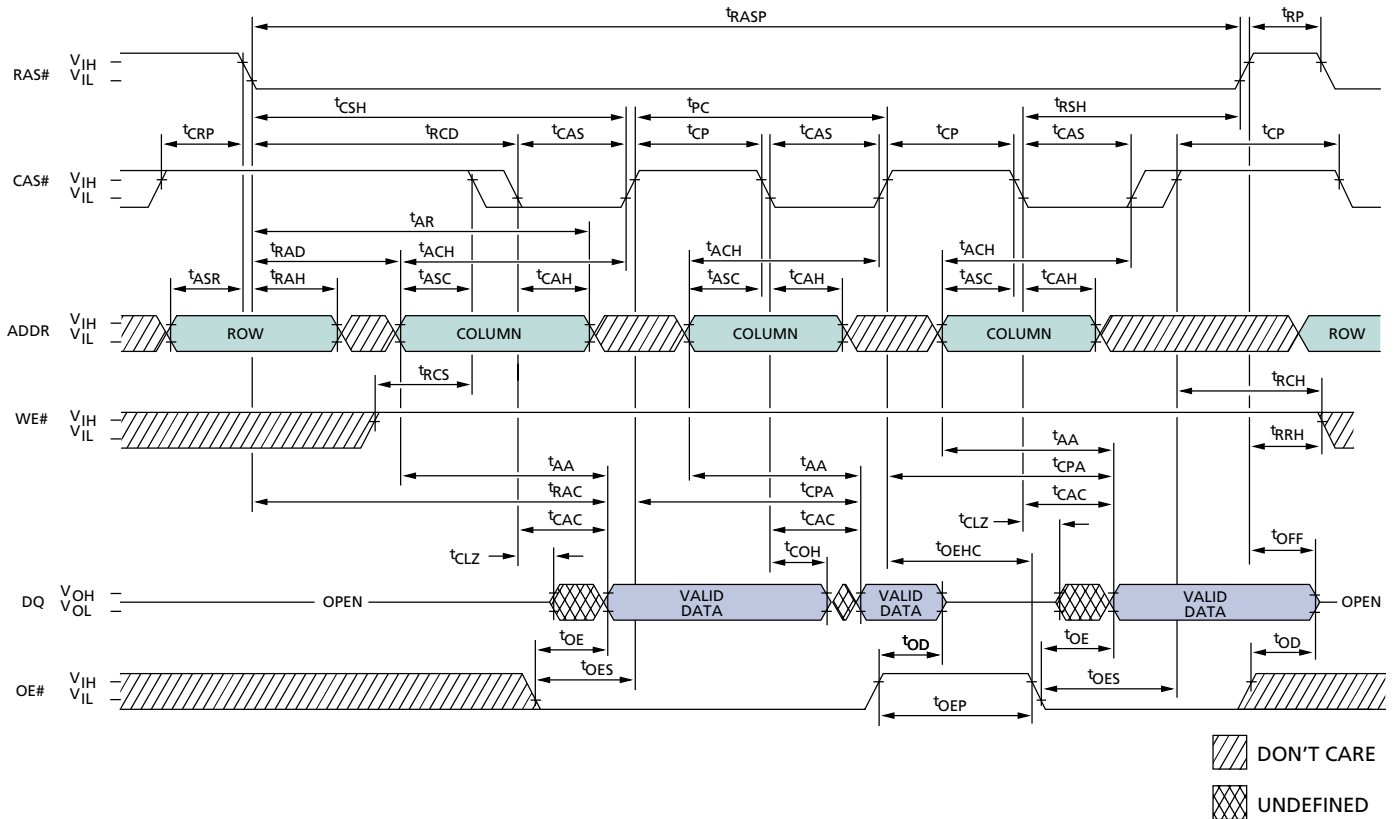 tRASP tRP
RAS# VIH
VIL
tCSH tPC tRSH
tCRP tRCD tCAS tCP tCAS tCP tCAS tCP
CAS# VIH
VIL
tAR
tRAD tACH tACH tACH
tASR tRAH tASC tCAH tASC tCAH tASC tCAH
ADDR VIH
VIL
ROW COLUMN COLUMN COLUMN ROW
tRCS tRCH
WE# VIH
VIL
tRRH
tAA tAA tAA
tRAC tCPA tCPA
tCAC tCAC tCAC
tCLZ tCOH tOEHC tCLZ tOFF
DQ VOH
VOL
OPEN VALID DATA VALID DATA VALID DATA OPEN
tOE tOD tOE tOD
tOES tOES
OE# VIH
VIL
tOEP
DON'T CARE
UNDEFINED